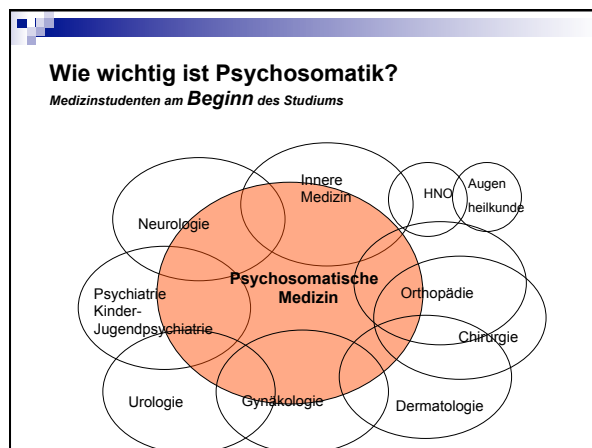 Wie wichtig ist Psychosomatik?
Medizinstudenten am Beginn des Studiums
Innere
Medizin
HNO
Augen
heilkunde
Neurologie
Psychosomatische
Medizin
Psychiatrie
Kinder-
Jugendpsychiatrie
Orthopädie
Chirurgie
Urologie
Gynäkologie
Dermatologie